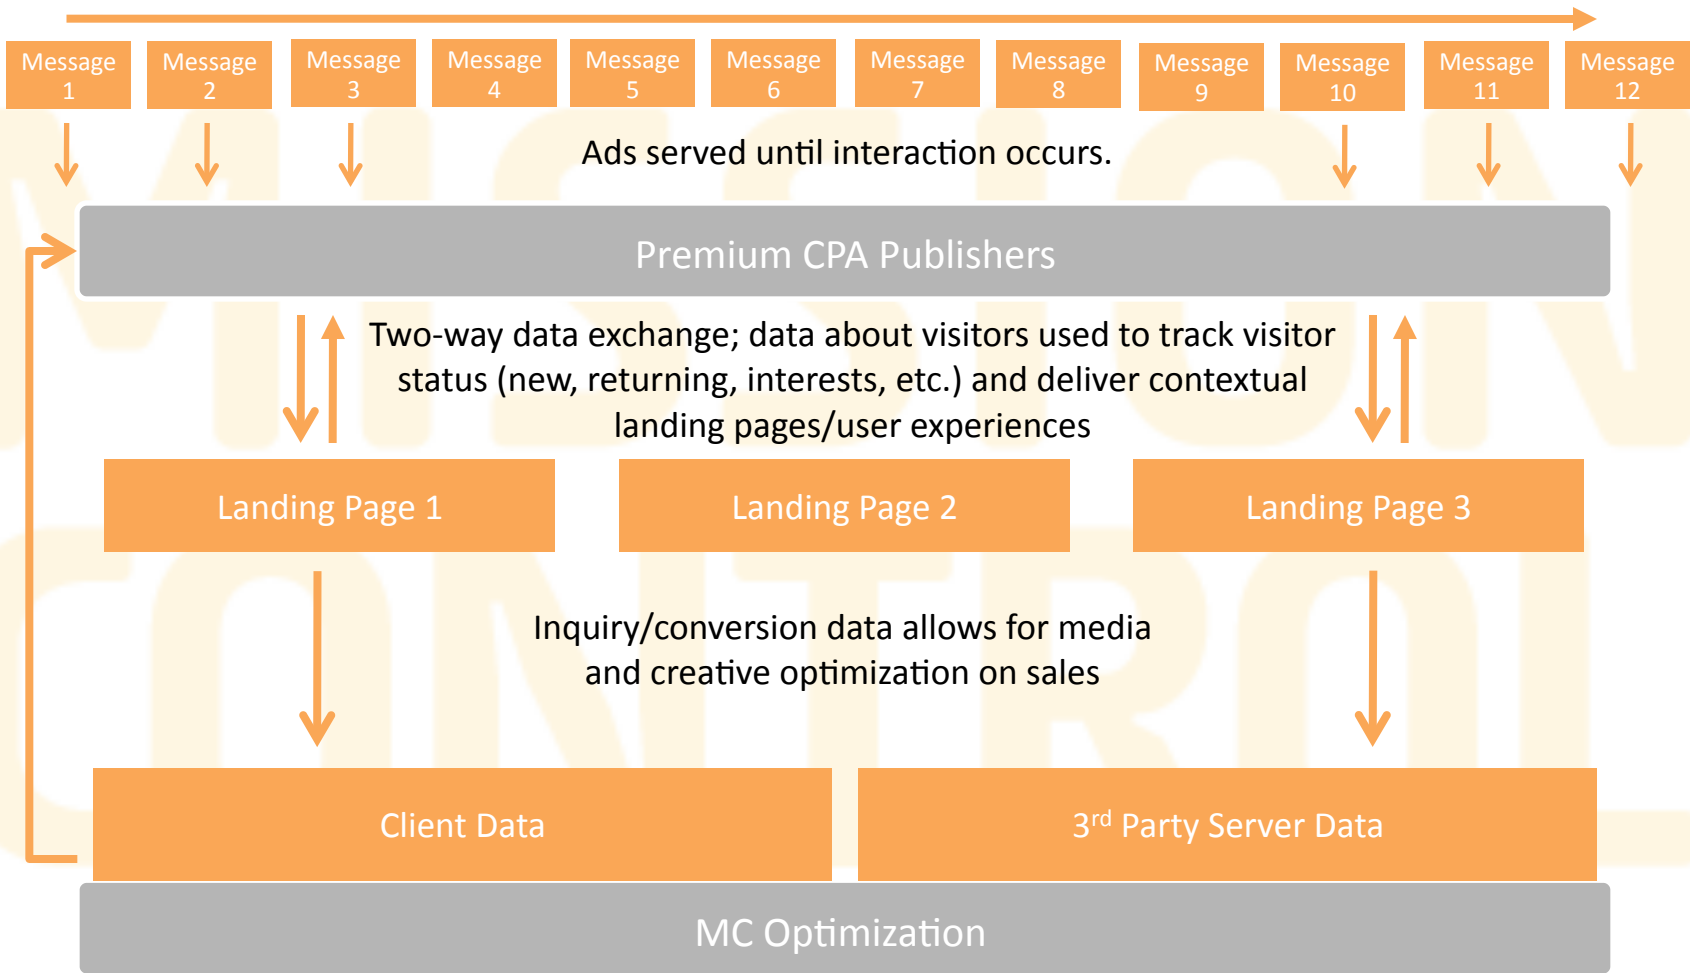 Message
1
Message
2
Message
3
Message
4
Message
5
Message
6
Message
7
Message
8
Message
9
Message
10
Message
11
Message
12
Ads served until interaction occurs.
Premium CPA Publishers
Two-way data exchange; data about visitors used to track visitor
status (new, returning, interests, etc.) and deliver contextual
landing pages/user experiences
Landing Page 1
Landing Page 2
Landing Page 3
Inquiry/conversion data allows for media
and creative optimization on sales
Client Data
3rd Party Server Data
MC Optimization
MISSION
CONTROL